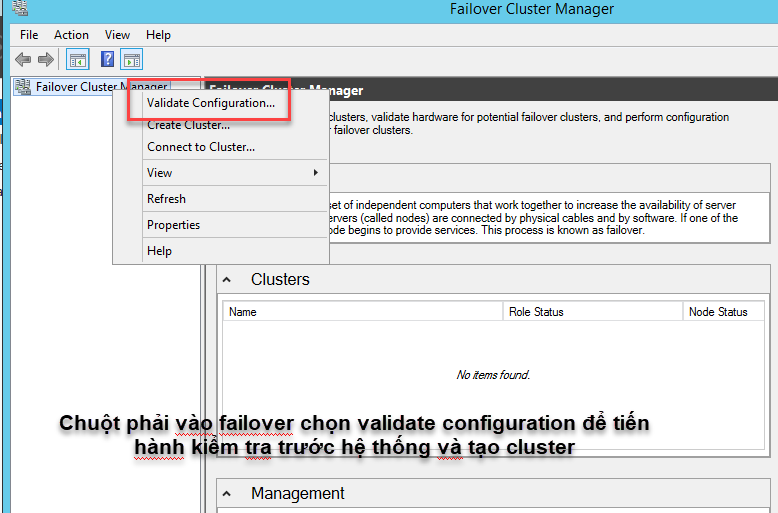 Failover Cluster Manager
File Action View Help
Failover Cluster Manager
Failover Cluster Manager
Validate Configuration...
Create Cluster...
Connect to Cluster...
View
Refresh
Properties
Help
clusters, validate hardware for potential failover clusters, and perform configuration
failover clusters.
set of independent computers that work together to increase the availability of server
servers (called nodes) are connected by physical cables and by software. If one of the
node begins to provide services. This process is known as failover.
Clusters
Name Role Status Node Status
No items found.
Chuột phải vào failover chọn validate configuration để tiến
hành kiểm tra trước hệ thống và tạo cluster
Management